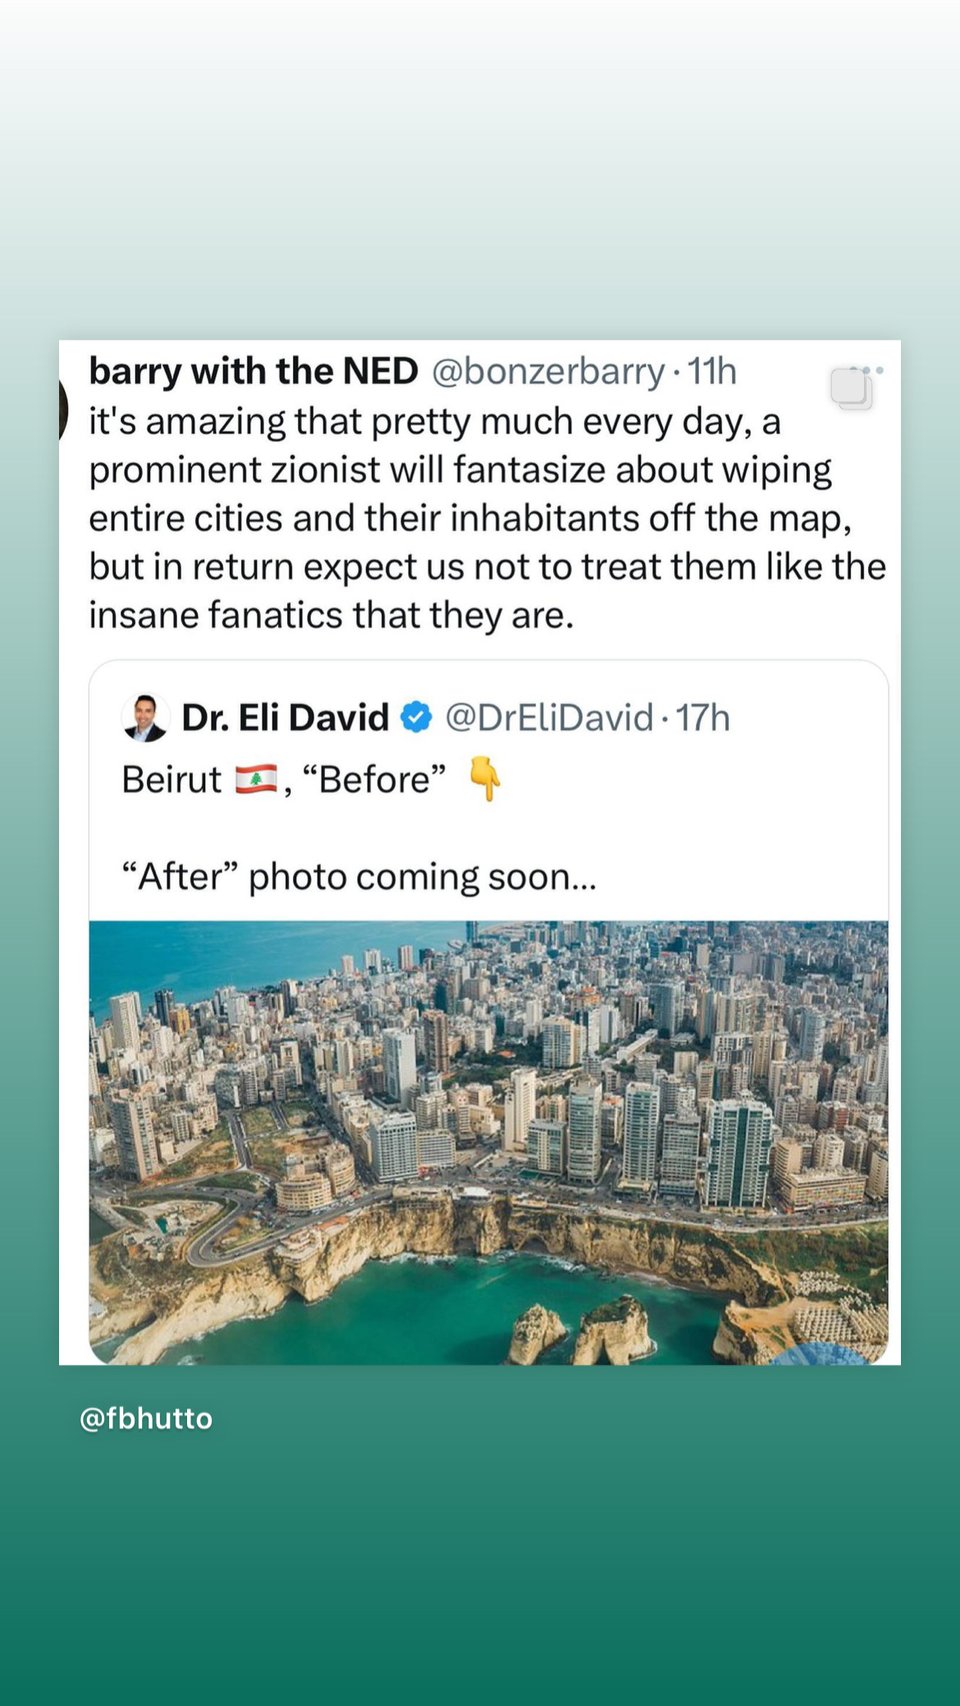 barry with the NED @bonzerbarry · 11h
it's amazing that pretty much every day, a
prominent zionist will fantasize about wiping
entire cities and their inhabitants off the map,
but in return expect us not to treat them like the
insane fanatics that they are.
Dr. Eli David @DrEliDavid · 17h
Beirut 🇱🇧, “Before” 👇
“After” photo coming soon...
@fbhutto